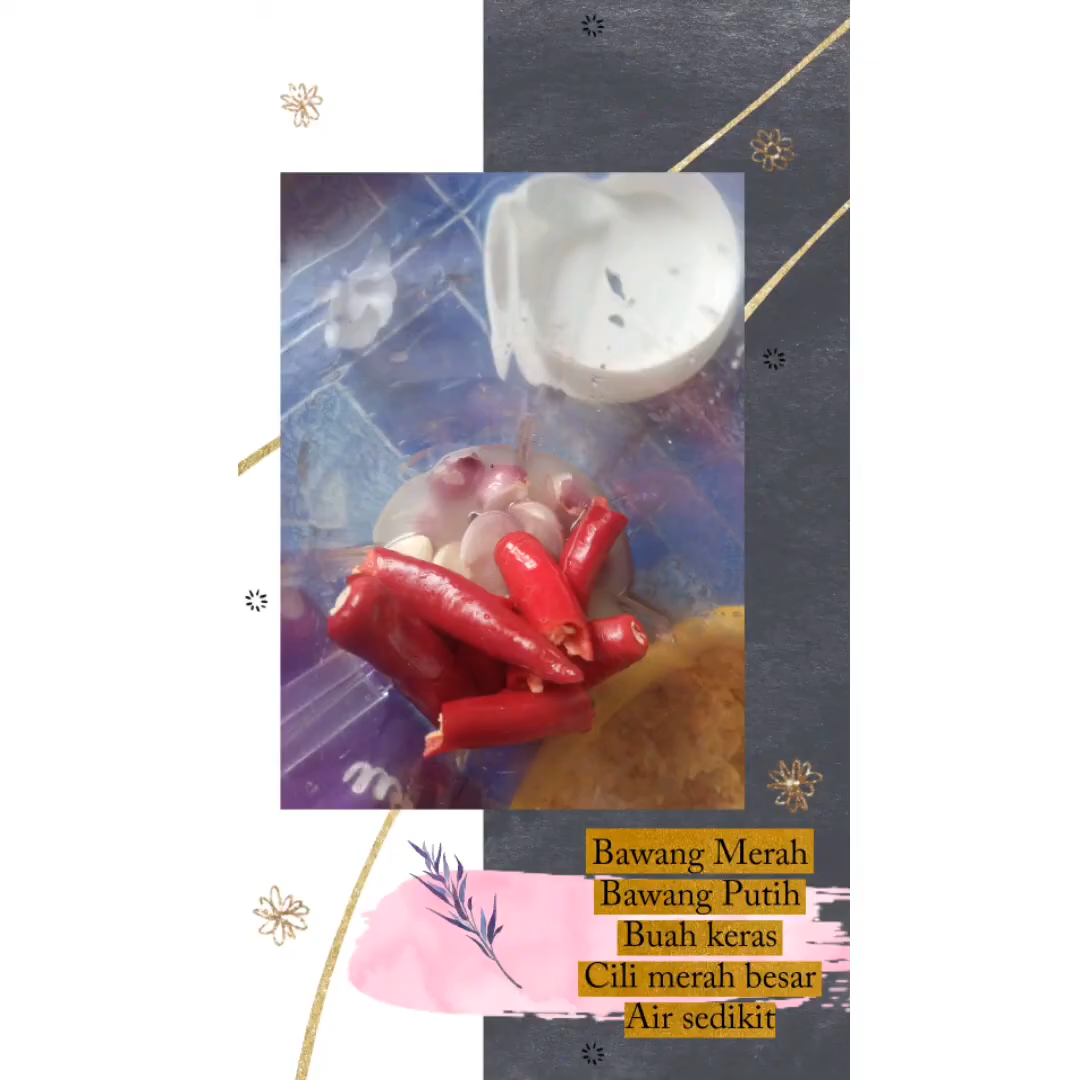 Bawang Merah
Bawang Putih
Buah keras
Cili merah besar
Air sedikit